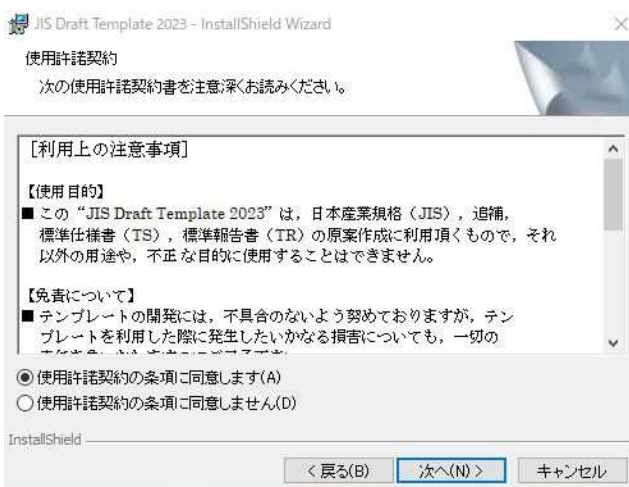 JIS Draft Template 2023 - InstallShield Wizard
使用許諾契約
次の使用許諾契約書を注意深くお読みください。
[利用上の注意事項]
【使用目的】
■ この “JIS Draft Template 2023” は，日本産業規格（JIS），追補，
標準仕様書（TS），標準報告書（TR）の原案作成に利用頂くもので，それ
以外の用途や，不正な目的に使用することはできません。
【免責について】
■ テンプレートの開発には，不具合のないよう努めておりますが，テン
プレートを利用した際に発生したいかなる損害についても，一切の
使用許諾契約の条項に同意します(A)
使用許諾契約の条項に同意しません(D)
InstallShield
< 戻る(B)
次へ(N) >
キャンセル